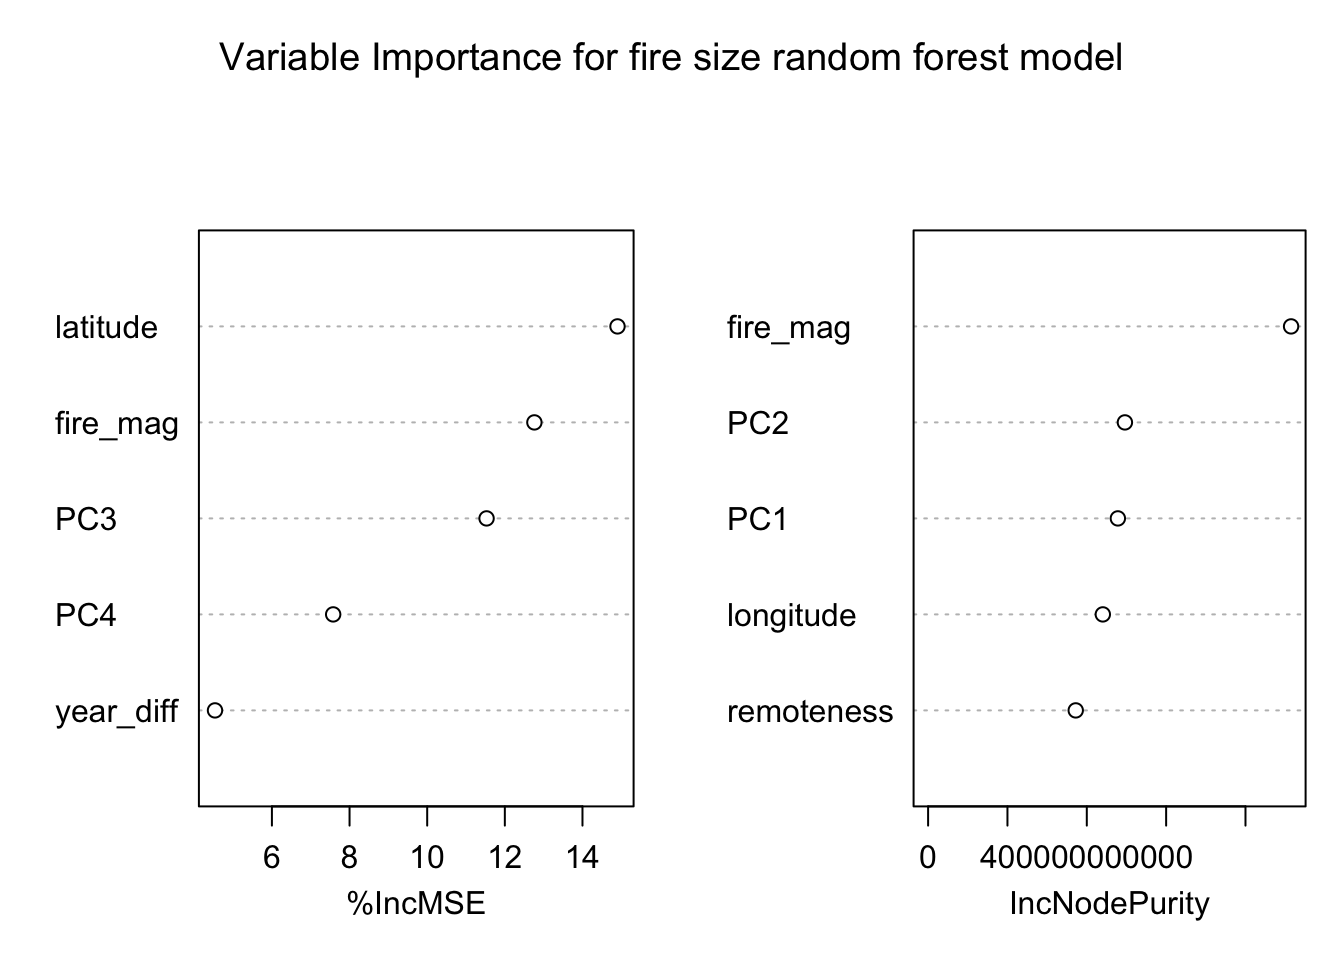 Variable Importance for fire size random forest model
latitude
fire_mag
PC3
PC4
year_diff
6 8 10 12 14
%IncMSE
fire_mag
PC2
PC1
longitude
remoteness
0 400000000000
IncNodePurity